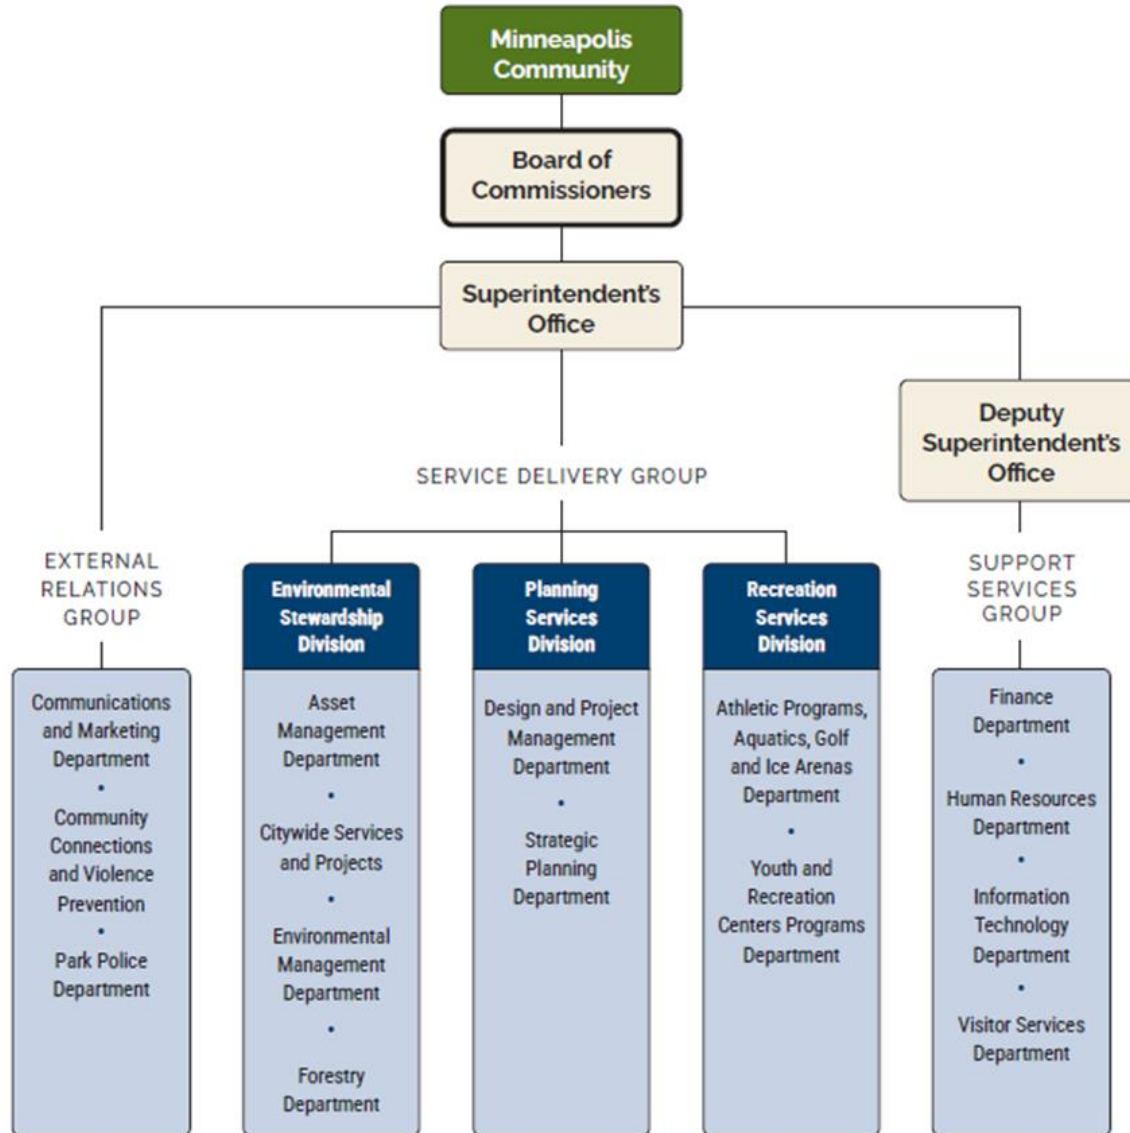 Minneapolis
Community
Board of
Commissioners
Superintendent's
Office
Deputy
Superintendent's
Office
SERVICE DELIVERY GROUP
EXTERNAL
RELATIONS
GROUP
Communications
and Marketing
Department
•
Community
Connections
and Violence
Prevention
•
Park Police
Department
Environmental
Stewardship
Division
Asset
Management
Department
•
Citywide Services
and Projects
•
Environmental
Management
Department
•
Forestry
Department
Planning
Services
Division
Design and Project
Management
Department
•
Strategic
Planning
Department
Recreation
Services
Division
Athletic Programs,
Aquatics, Golf
and Ice Arenas
Department
•
Youth and
Recreation
Centers Programs
Department
SUPPORT
SERVICES
GROUP
Finance
Department
•
Human Resources
Department
•
Information
Technology
Department
•
Visitor Services
Department